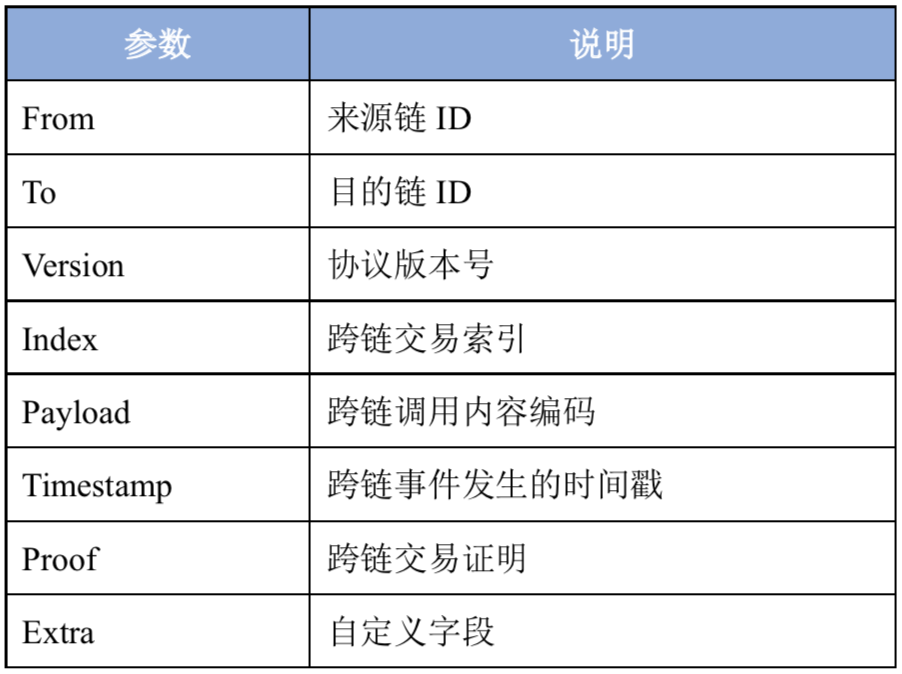 参数 说明
From 来源链 ID
To 目的链 ID
Version 协议版本号
Index 跨链交易索引
Payload 跨链调用内容编码
Timestamp 跨链事件发生的时间戳
Proof 跨链交易证明
Extra 自定义字段